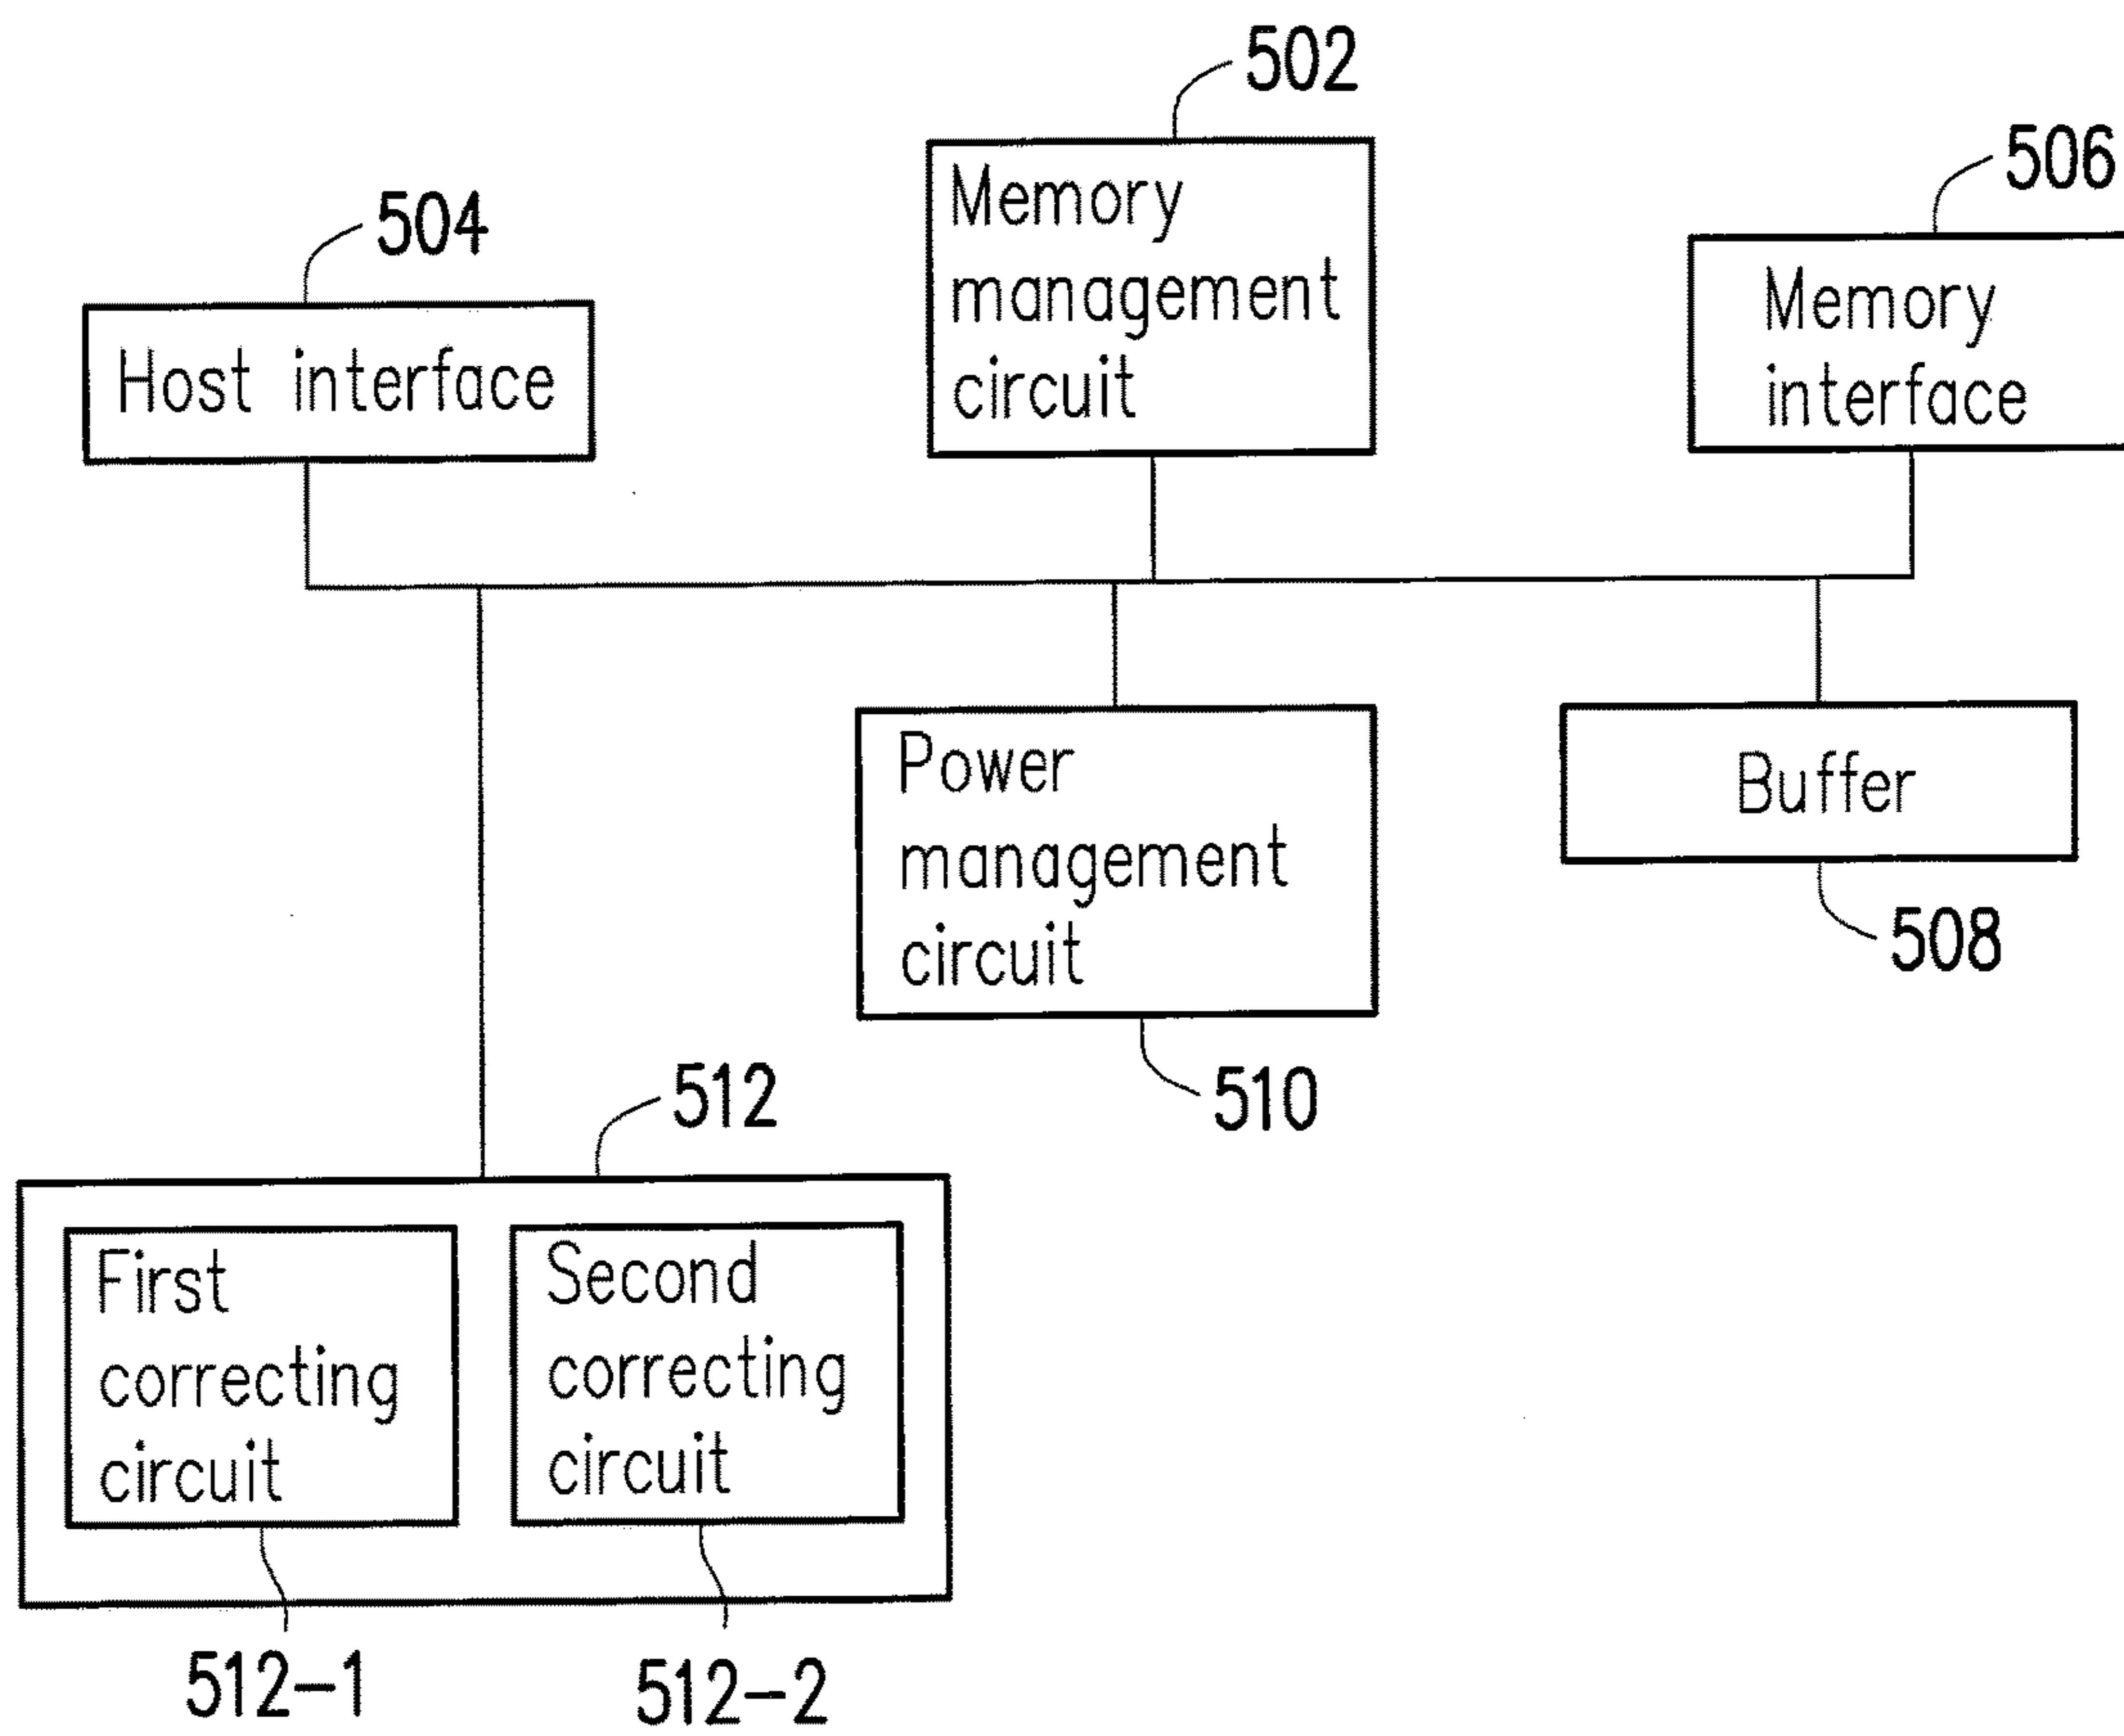 502
Memory
management
circuit
506
Memory
interface
504
Host interface
Power
management
circuit
510
Buffer
508
512
First
correcting
circuit
512-1
Second
correcting
circuit
512-2